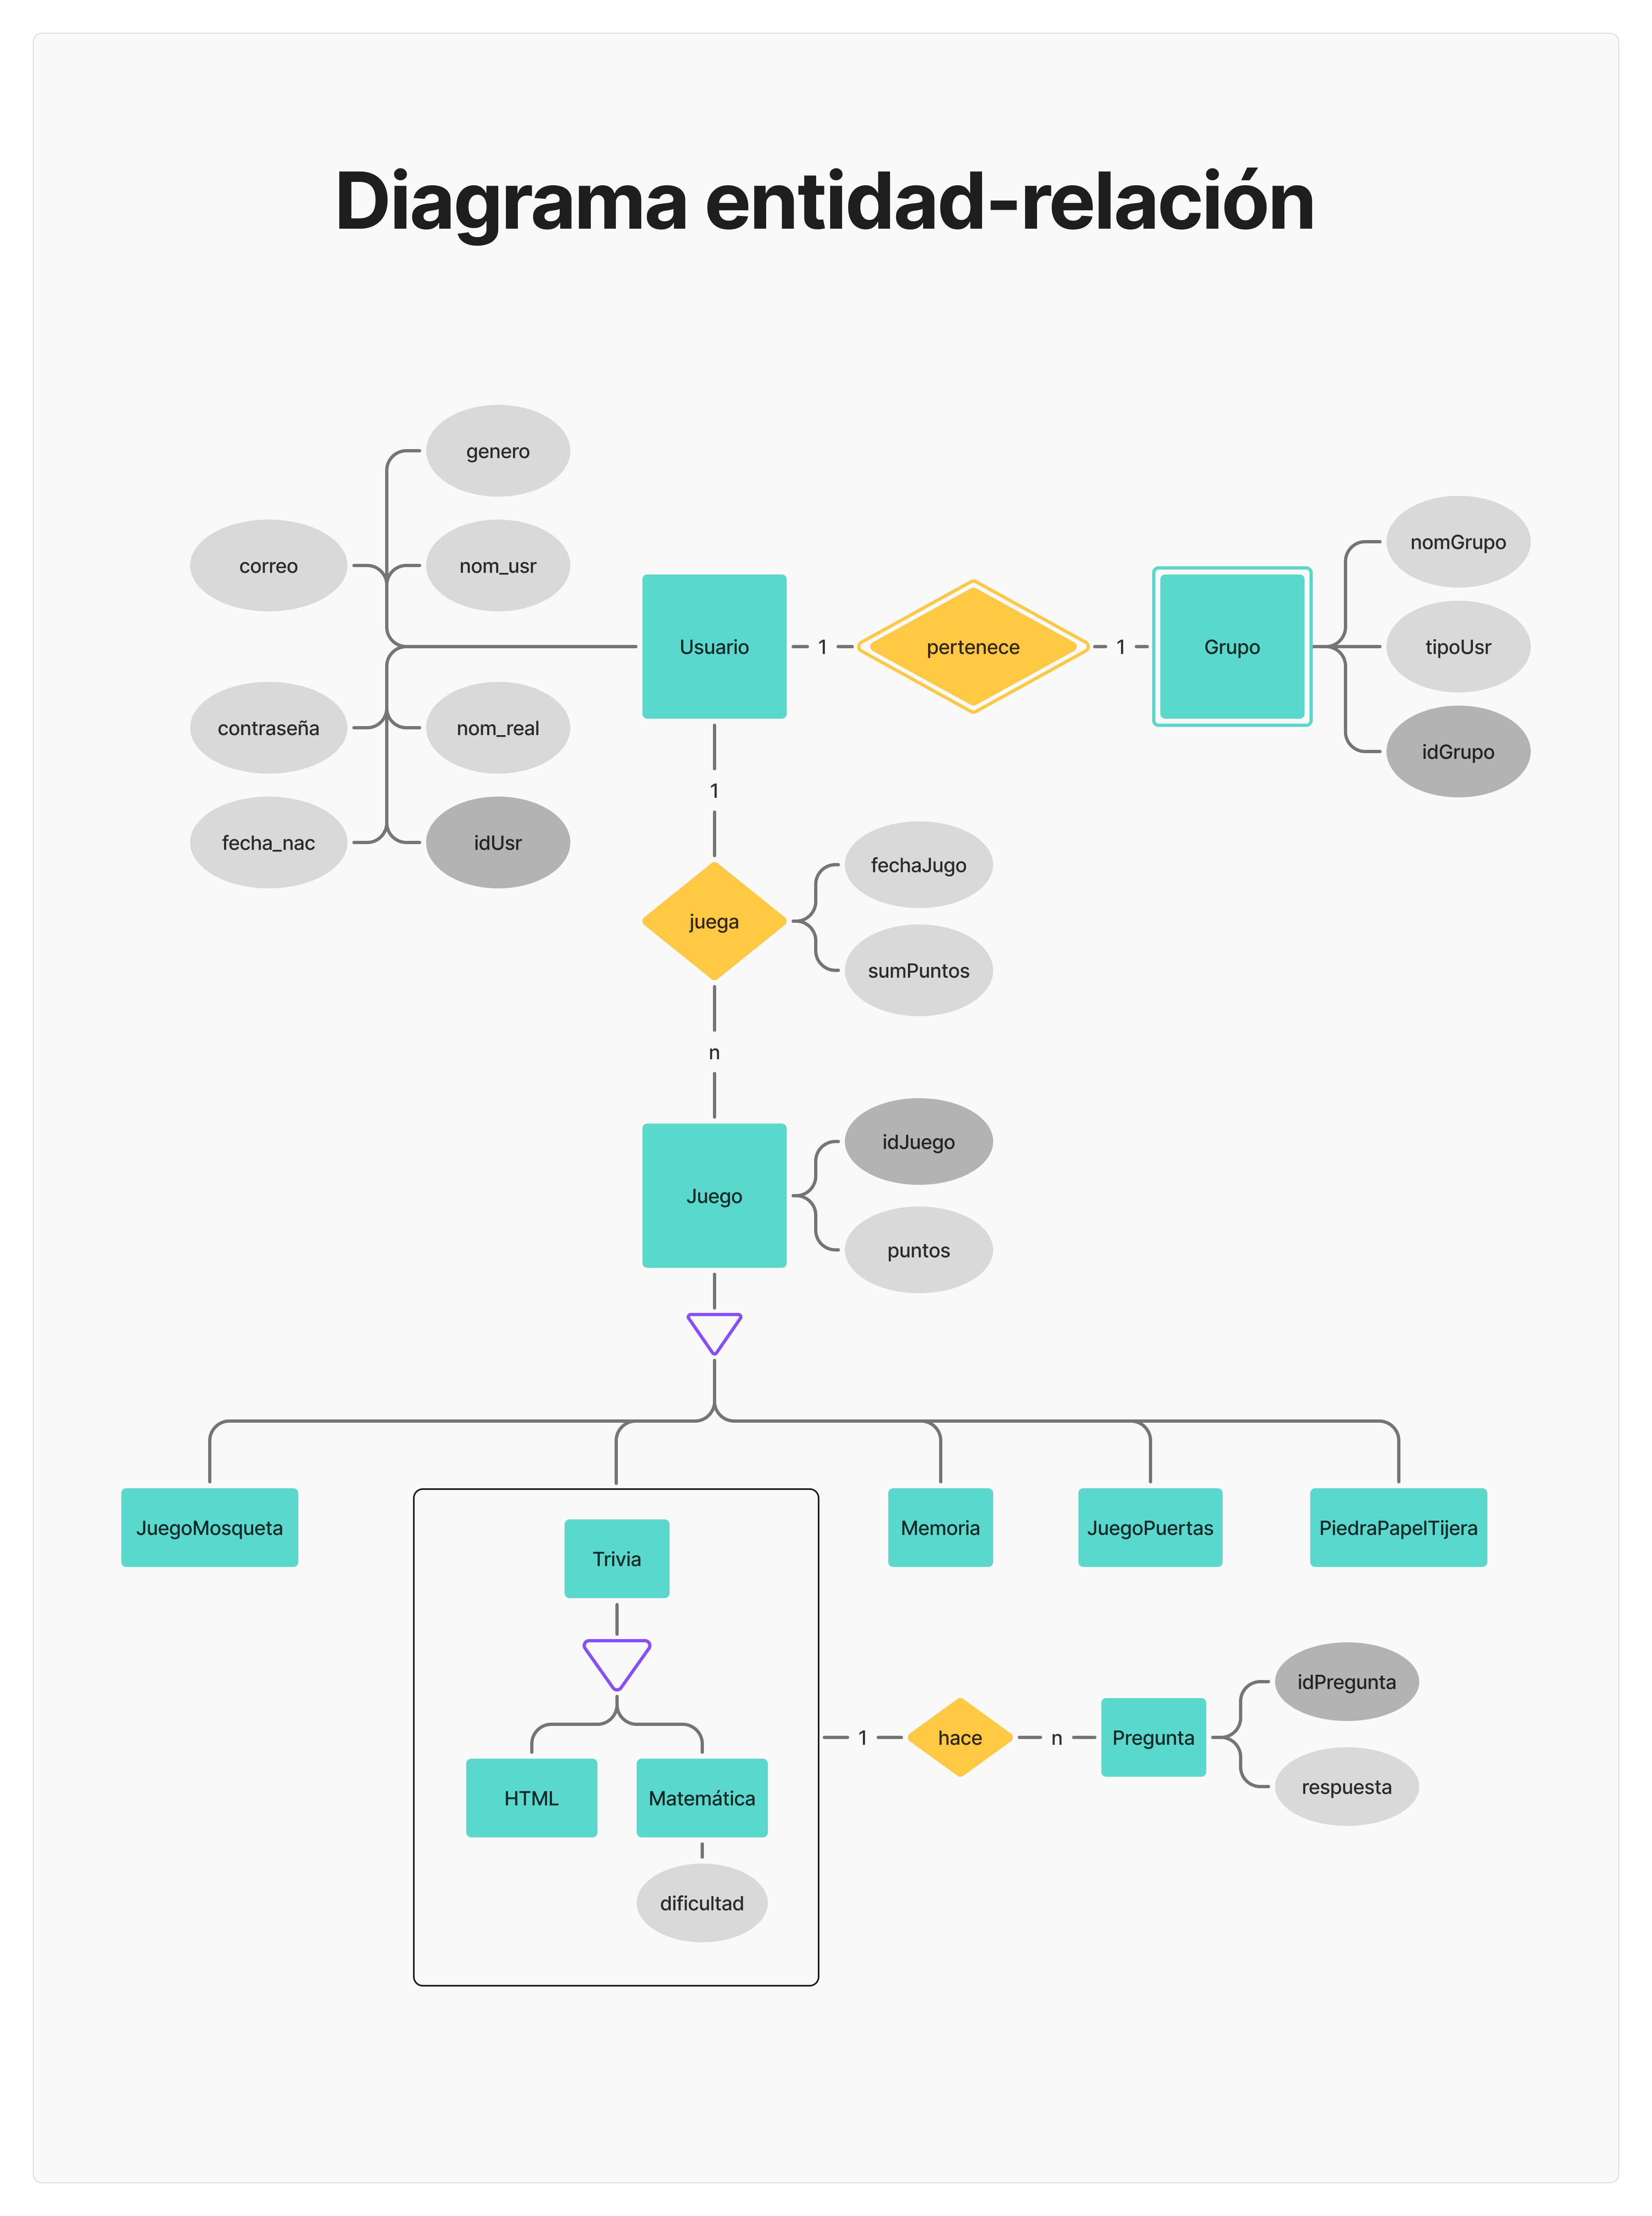 Diagrama entidad-relación
genero
correo
nom_usr
nomGrupo
Usuario
1
pertenece
1
Grupo
tipoUsr
contraseña
nom_real
idGrupo
1
fecha_nac
idUsr
fechaJugo
juega
sumPuntos
n
idJuego
Juego
puntos
JuegoMosqueta
Trivia
Memoria
JuegoPuertas
PiedraPapelTijera
idPregunta
1
hace
n
Pregunta
HTML
Matemática
respuesta
dificultad